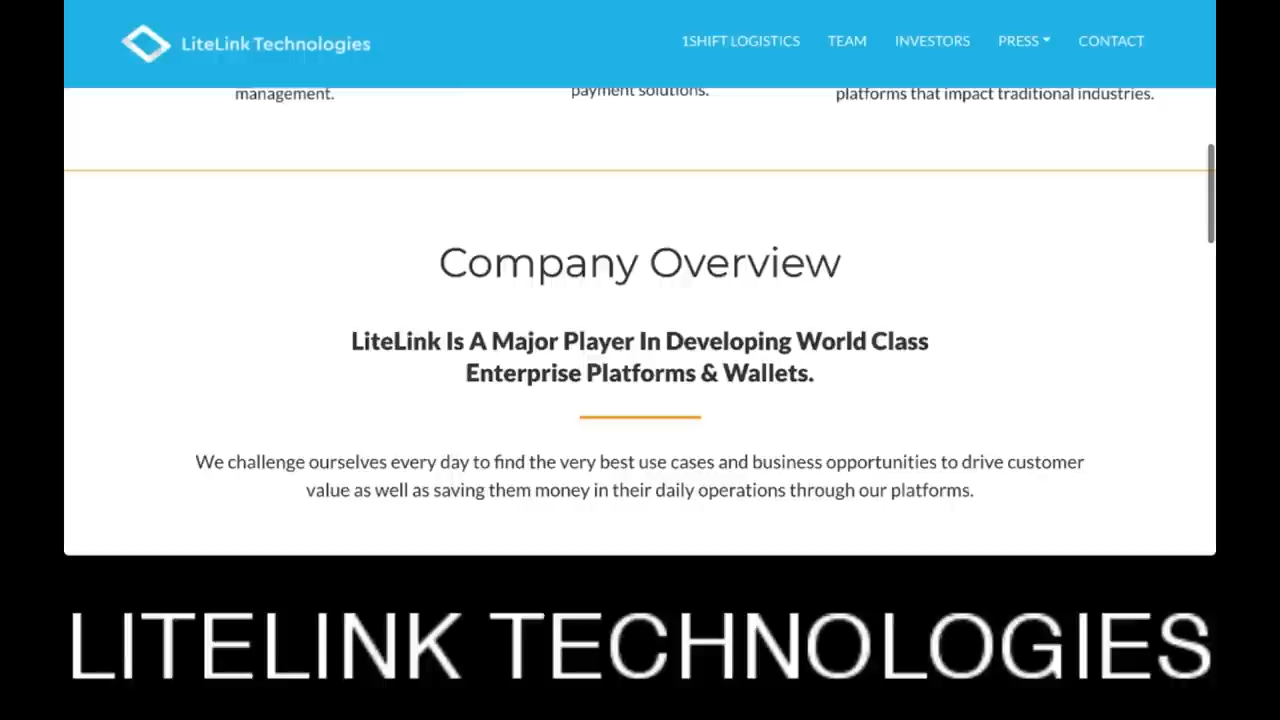 LiteLink Technologies
1SHIFT LOGISTICS TEAM INVESTORS PRESS CONTACT
management. payment solutions. platforms that impact traditional industries.
Company Overview
LiteLink Is A Major Player In Developing World Class
Enterprise Platforms & Wallets.
We challenge ourselves every day to find the very best use cases and business opportunities to drive customer
value as well as saving them money in their daily operations through our platforms.
LITELINK TECHNOLOGIES